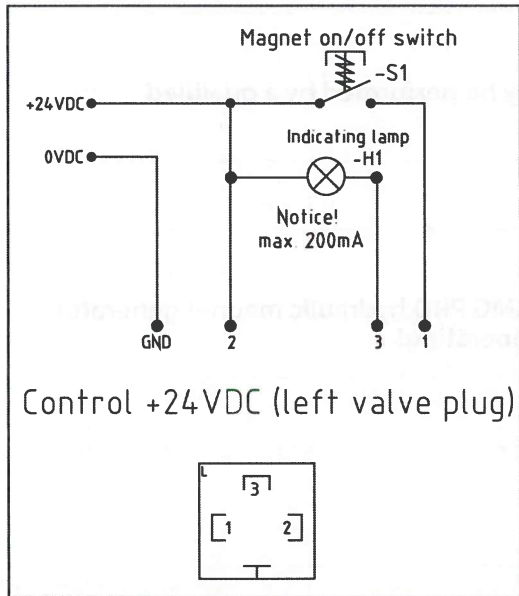 Magnet on/off switch
-S1
+24VDC
Indicating lamp
-H1
0VDC
Notice!
max. 200mA
GND 2 3 1
Control +24VDC (left valve plug)
L
3
1 2